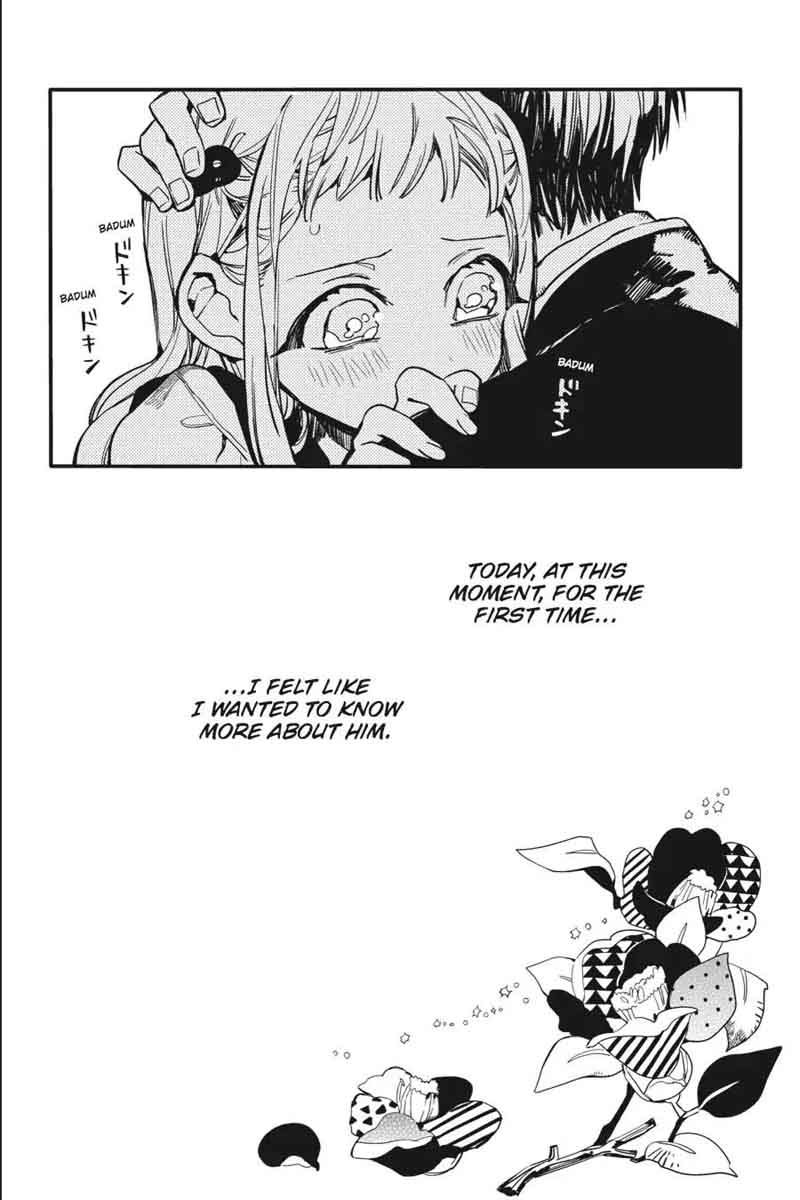 BADUM
ドキン
BADUM
ドキン
BADUM
ドキン
TODAY, AT THIS
MOMENT, FOR THE
FIRST TIME...
...I FELT LIKE
I WANTED TO KNOW
MORE ABOUT HIM.